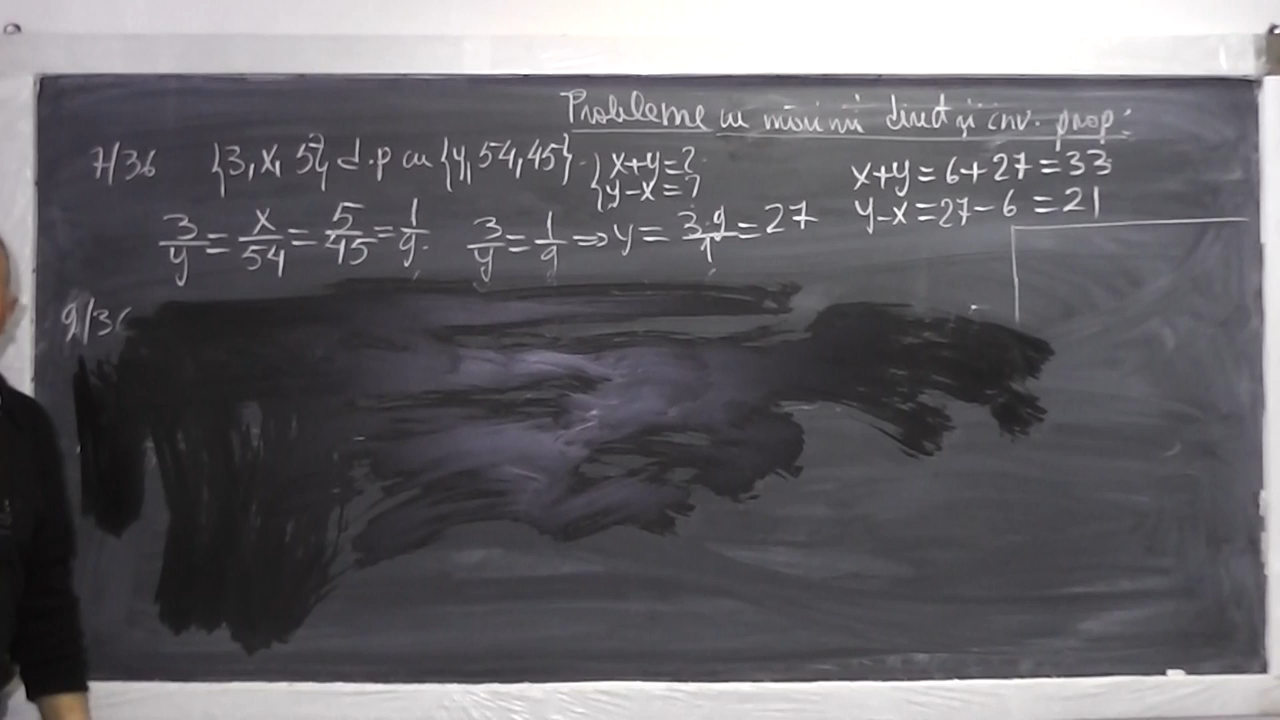 Probleme cu mărimi direct și inv. prop:
7/36 {3, x, 5} d.p cu {y, 54, 45}. {x+y=?
{y-x=?
x+y=6+27=33
y-x=27-6=21
3/y = x/54 = 5/45 = 1/9. 3/y = 1/9 ⇒ y = 3·9/1 = 27
9/36